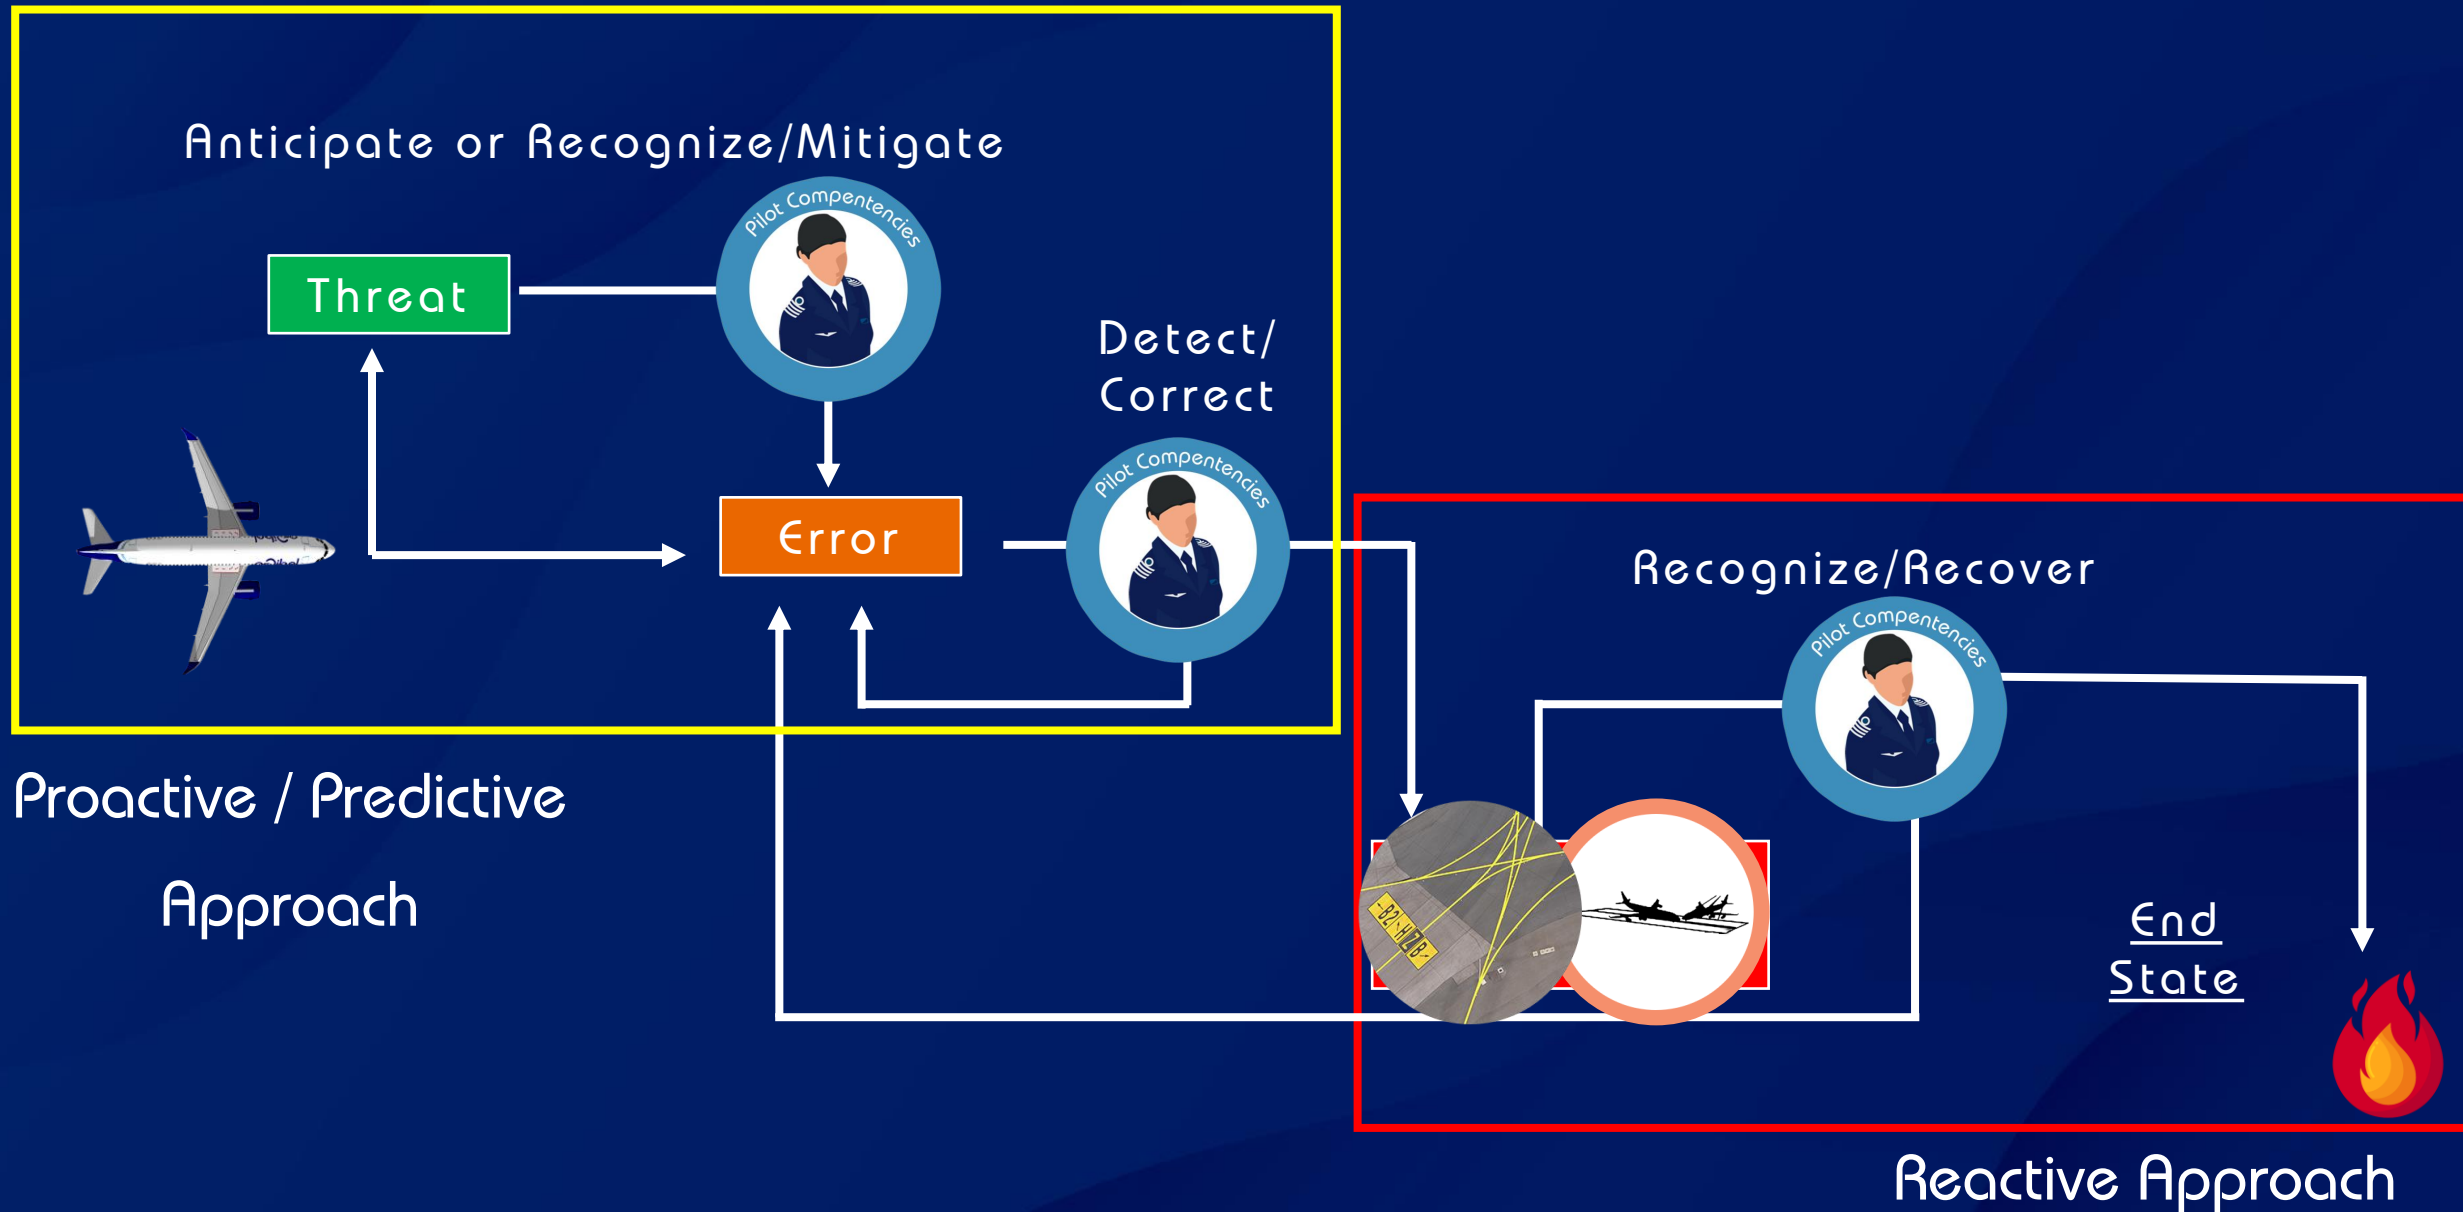 Anticipate or Recognize/Mitigate
Pilot Compentencies
Threat
Detect/
Correct
Pilot Compentencies
Error
Recognize/Recover
Pilot Compentencies
Proactive / Predictive
Approach
End
State
Reactive Approach